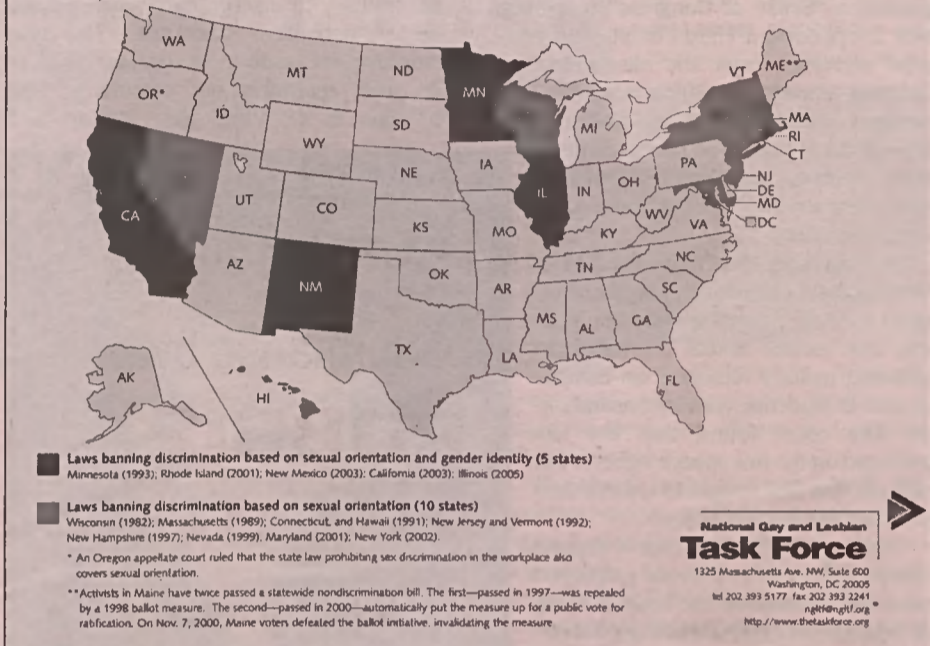 WA
MT
ND
MN
VT
ME**
OR*
ID
SD
MI
MA
RI
CT
WY
IA
PA
NE
IL
IN
OH
NJ
DE
MD
DC
CA
UT
CO
KS
MO
WV
VA
KY
AZ
NM
OK
AR
TN
NC
SC
MS
AL
GA
TX
LA
FL
AK
HI
Laws banning discrimination based on sexual orientation and gender identity (5 states)
Minnesota (1993); Rhode Island (2001); New Mexico (2003); California (2003); Illinois (2005)
Laws banning discrimination based on sexual orientation (10 states)
Wisconsin (1982); Massachusetts (1989); Connecticut, and Hawaii (1991); New Jersey and Vermont (1992);
New Hampshire (1997); Nevada (1999), Maryland (2001); New York (2002).
* An Oregon appellate court ruled that the state law prohibiting sex discrimination in the workplace also
covers sexual orientation.
**Activists in Maine have twice passed a statewide nondiscrimination bill. The first—passed in 1997—was repealed
by a 1998 ballot measure. The second—passed in 2000—automatically put the measure up for a public vote for
ratification. On Nov. 7, 2000, Maine voters defeated the ballot initiative, invalidating the measure
National Gay and Lesbian
Task Force
1325 Massachusetts Ave. NW, Suite 600
Washington, DC 20005
tel 202 393 5177 fax 202 393 2241
ngltf@ngltf.org
http://www.thetaskforce.org